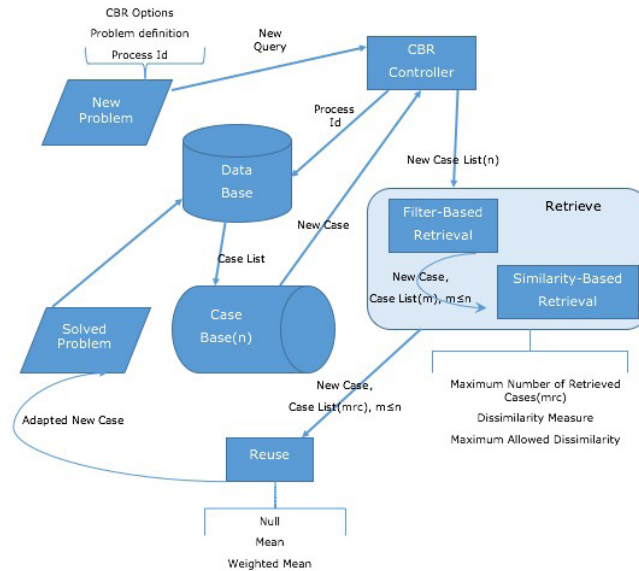 CBR Options
Problem definition
Process Id
New
Query
CBR
Controller
New
Problem
Process
Id
New Case List(n)
Data
Base
Retrieve
Filter-Based
Retrieval
New Case
Case List
New Case,
Case List(m), m≤n
Similarity-Based
Retrieval
Case
Base(n)
Solved
Problem
New Case,
Case List(mrc), m≤n
Maximum Number of Retrieved
Cases(mrc)
Dissimilarity Measure
Maximum Allowed Dissimilarity
Adapted New Case
Reuse
Null
Mean
Weighted Mean